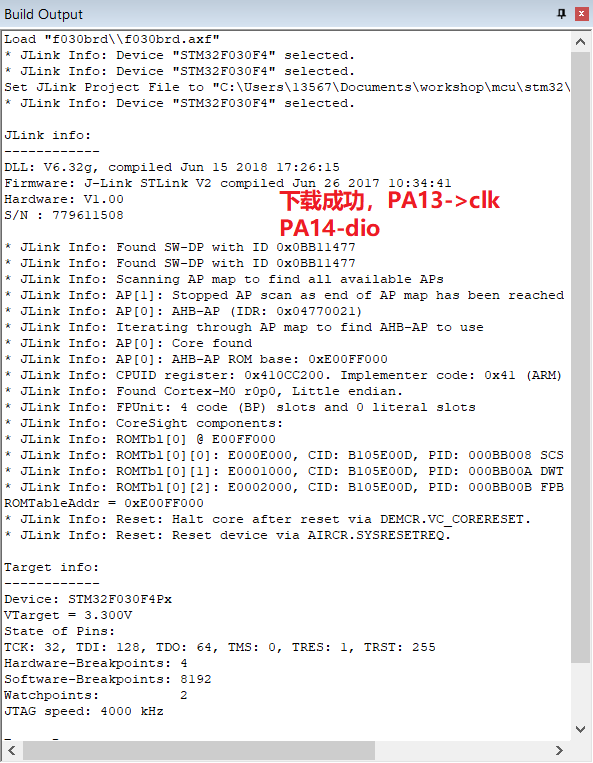 Build Output
Load "f030brd\\f030brd.axf"
* JLink Info: Device "STM32F030F4" selected.
* JLink Info: Device "STM32F030F4" selected.
Set JLink Project File to "C:\Users\13567\Documents\workshop\mcu\stm32\
* JLink Info: Device "STM32F030F4" selected.
JLink info:
------------
DLL: V6.32g, compiled Jun 15 2018 17:26:15
Firmware: J-Link STLink V2 compiled Jun 26 2017 10:34:41
Hardware: V1.00
S/N : 779611508
下载成功，PA13->clk
PA14-dio
* JLink Info: Found SW-DP with ID 0x0BB11477
* JLink Info: Found SW-DP with ID 0x0BB11477
* JLink Info: Scanning AP map to find all available APs
* JLink Info: AP[1]: Stopped AP scan as end of AP map has been reached
* JLink Info: AP[0]: AHB-AP (IDR: 0x04770021)
* JLink Info: Iterating through AP map to find AHB-AP to use
* JLink Info: AP[0]: Core found
* JLink Info: AP[0]: AHB-AP ROM base: 0xE00FF000
* JLink Info: CPUID register: 0x410CC200. Implementer code: 0x41 (ARM)
* JLink Info: Found Cortex-M0 r0p0, Little endian.
* JLink Info: FPUnit: 4 code (BP) slots and 0 literal slots
* JLink Info: CoreSight components:
* JLink Info: ROMTbl[0] @ E00FF000
* JLink Info: ROMTbl[0][0]: E000E000, CID: B105E00D, PID: 000BB008 SCS
* JLink Info: ROMTbl[0][1]: E0001000, CID: B105E00D, PID: 000BB00A DWT
* JLink Info: ROMTbl[0][2]: E0002000, CID: B105E00D, PID: 000BB00B FPB
ROMTableAddr = 0xE00FF000
* JLink Info: Reset: Halt core after reset via DEMCR.VC_CORERESET.
* JLink Info: Reset: Reset device via AIRCR.SYSRESETREQ.
Target info:
------------
Device: STM32F030F4Px
VTarget = 3.300V
State of Pins:
TCK: 32, TDI: 128, TDO: 64, TMS: 0, TRES: 1, TRST: 255
Hardware-Breakpoints: 4
Software-Breakpoints: 8192
Watchpoints: 2
JTAG speed: 4000 kHz